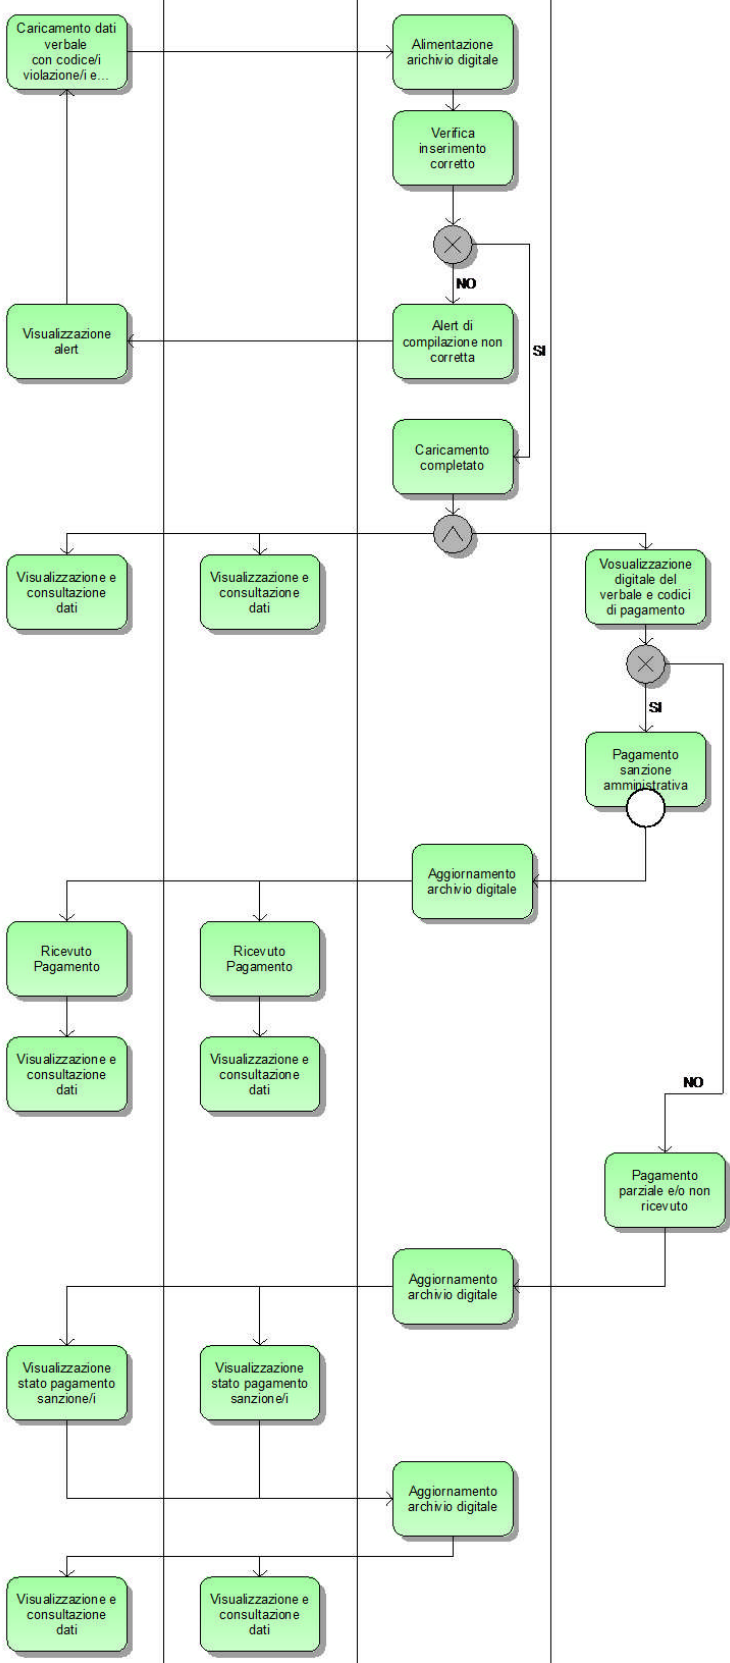 Caricamento dati
verbale
con codice/i
violazione/i e...
Alimentazione
arichivio digitale
Verifica
inserimento
corretto
NO
SI
Visualizzazione
alert
Alert di
compilazione non
corretta
Caricamento
completato
Visualizzazione e
consultazione
dati
Visualizzazione e
consultazione
dati
Vosualizzazione
digitale del
verbale e codici
di pagamento
SI
Pagamento
sanzione
amministrativa
Aggiornamento
archivio digitale
Ricevuto
Pagamento
Ricevuto
Pagamento
Visualizzazione e
consultazione
dati
Visualizzazione e
consultazione
dati
NO
Pagamento
parziale e/o non
ricevuto
Aggiornamento
archivio digitale
Visualizzazione
stato pagamento
sanzione/i
Visualizzazione
stato pagamento
sanzione/i
Aggiornamento
archivio digitale
Visualizzazione e
consultazione
dati
Visualizzazione e
consultazione
dati